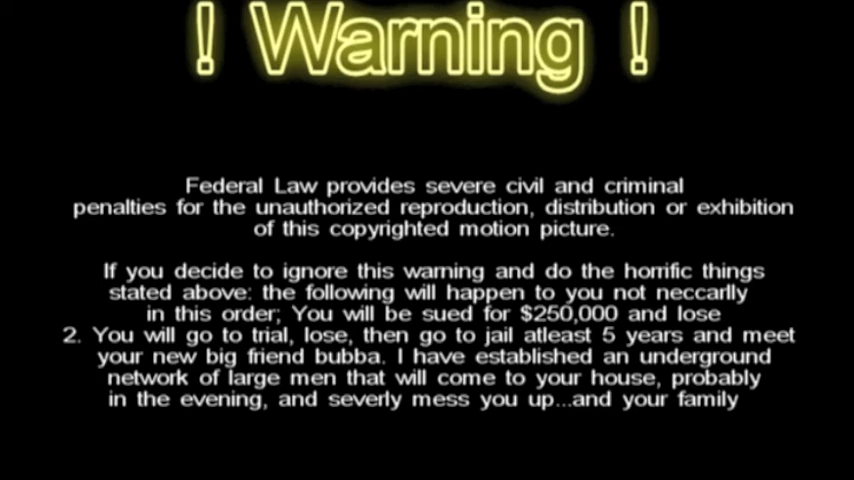 ! Warning !
Federal Law provides severe civil and criminal
penalties for the unauthorized reproduction, distribution or exhibition
of this copyrighted motion picture.
If you decide to ignore this warning and do the horrific things
stated above: the following will happen to you not neccarlly
in this order; You will be sued for $250,000 and lose
2. You will go to trial, lose, then go to jail atleast 5 years and meet
your new big friend bubba. I have established an underground
network of large men that will come to your house, probably
in the evening, and severly mess you up...and your family